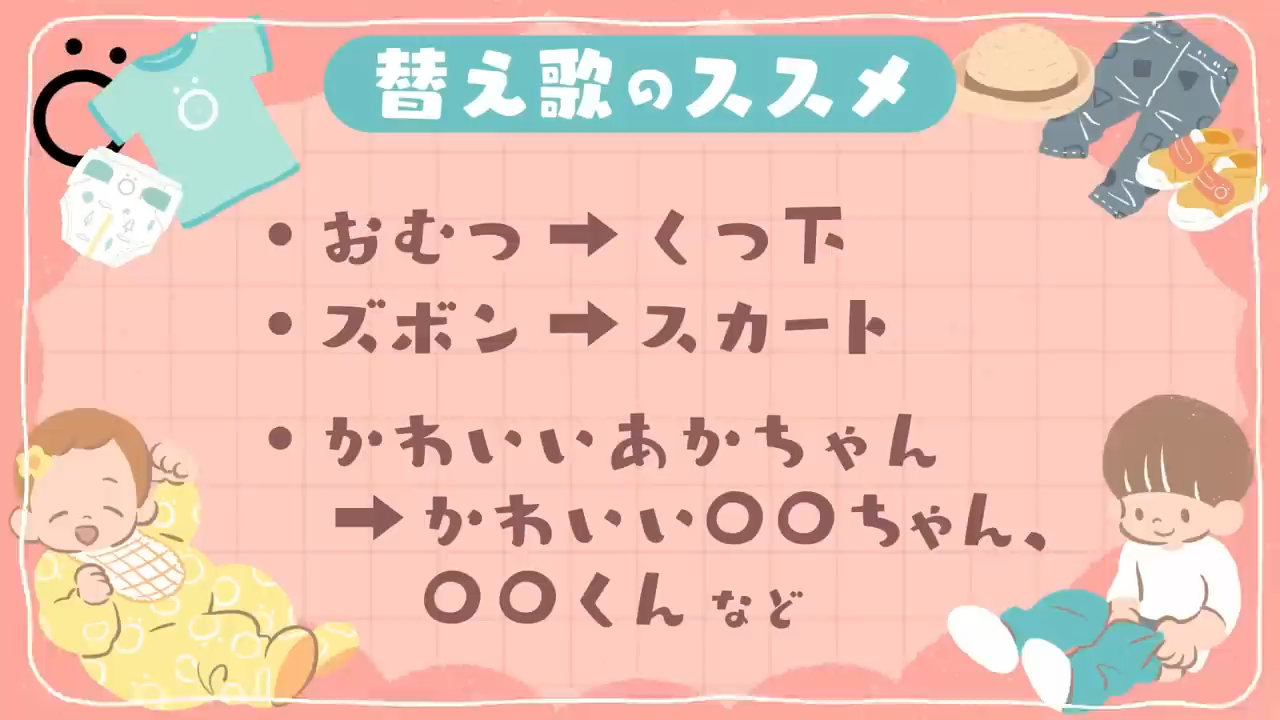 替え歌のススメ
・おむつ➡くつ下
・ズボン➡スカート
・かわいいあかちゃん
➡かわいい〇〇ちゃん、
〇〇くん など